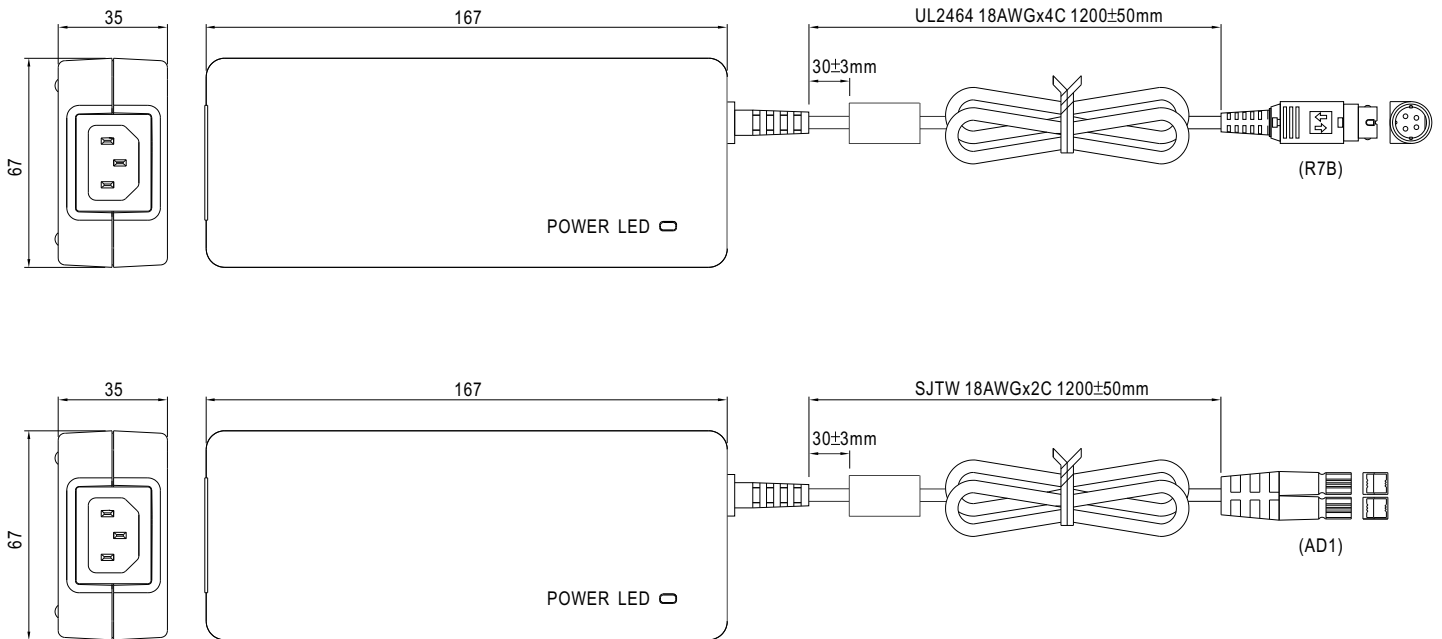 35
167
UL2464 18AWGx4C 1200±50mm
30±3mm
67
(R7B)
POWER LED
35
167
SJTW 18AWGx2C 1200±50mm
30±3mm
67
(AD1)
POWER LED